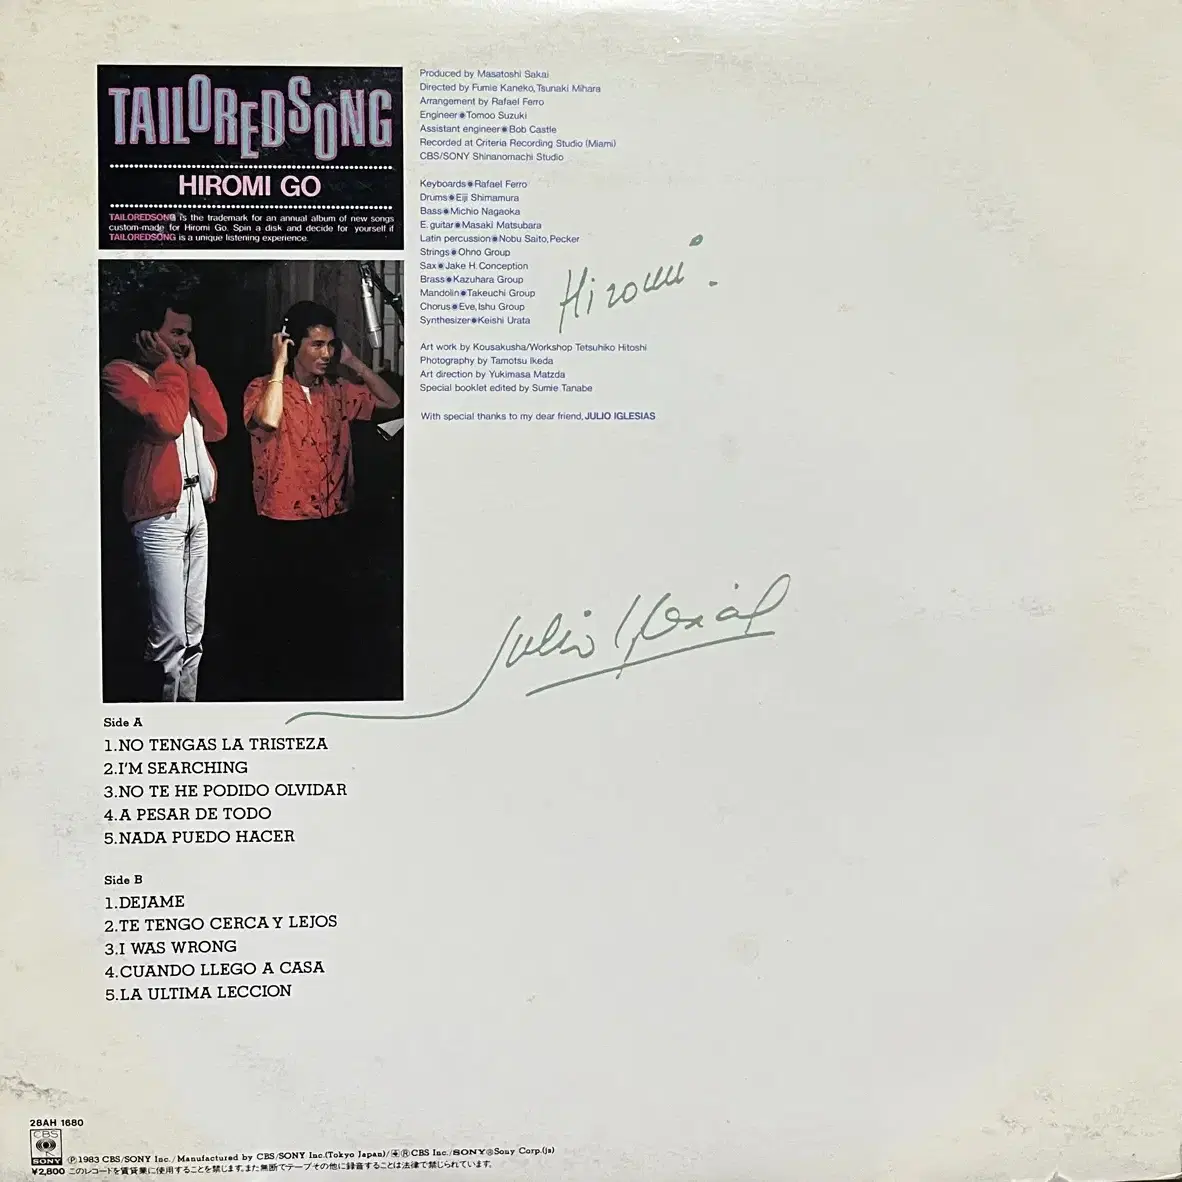 TAILOREDSONG
HIROMI GO
TAILOREDSONG is the trademark for an annual album of new songs
custom-made for Hiromi Go. Spin a disk and decide for yourself if
TAILOREDSONG is a unique listening experience.
Produced by Masatoshi Sakai
Directed by Fumie Kaneko, Tsunaki Mihara
Arrangement by Rafael Ferro
Engineer✹Tomoo Suzuki
Assistant engineer✹Bob Castle
Recorded at Criteria Recording Studio (Miami)
CBS/SONY Shinanomachi Studio
Keyboards✹Rafael Ferro
Drums✹Eiji Shimamura
Bass✹Michio Nagaoka
E. guitar✹Masaki Matsubara
Latin percussion✹Nobu Saito, Pecker
Strings✹Ohno Group
Sax✹Jake H. Conception
Brass✹Kazuhara Group
Mandolin✹Takeuchi Group
Chorus✹Eve, Ishu Group
Synthesizer✹Keishi Urata
Hiromi.
Art work by Kousakusha/Workshop Tetsuhiko Hitoshi
Photography by Tamotsu Ikeda
Art direction by Yukimasa Matzda
Special booklet edited by Sumie Tanabe
With special thanks to my dear friend, JULIO IGLESIAS
Julio Iglesias
Side A
1.NO TENGAS LA TRISTEZA
2.I'M SEARCHING
3.NO TE HE PODIDO OLVIDAR
4.A PESAR DE TODO
5.NADA PUEDO HACER
Side B
1.DEJAME
2.TE TENGO CERCA Y LEJOS
3.I WAS WRONG
4.CUANDO LLEGO A CASA
5.LA ULTIMA LECCION
28AH 1680
CBS
SONY
Ⓟ1983 CBS/SONY Inc./Manufactured by CBS/SONY Inc.(Tokyo Japan)/ⓇCBS Inc./SONY®Sony Corp.(ja)
¥2,800 このレコードを賃貸業に使用することを禁じます。また無断でテープその他に録音することは法律で禁じられています。